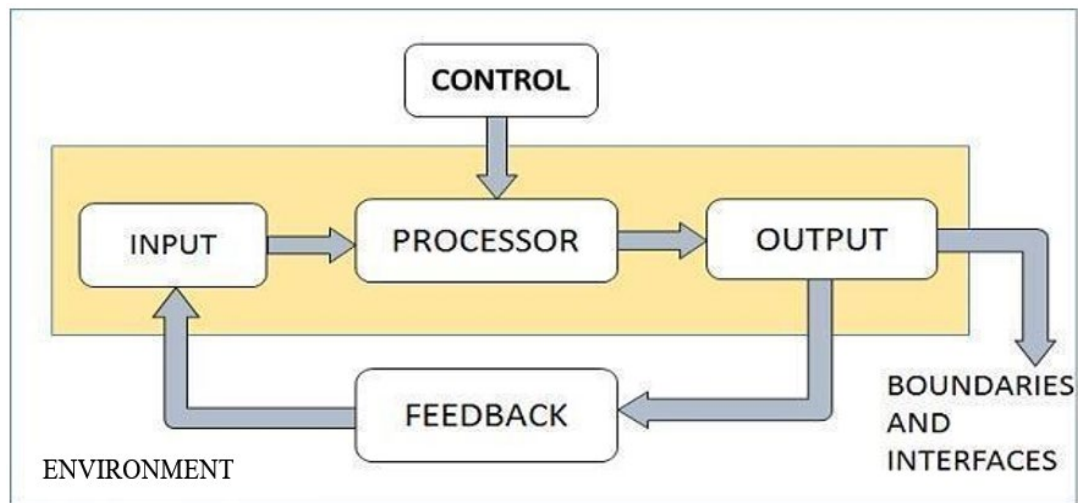 CONTROL
INPUT
PROCESSOR
OUTPUT
FEEDBACK
BOUNDARIES
AND
INTERFACES
ENVIRONMENT